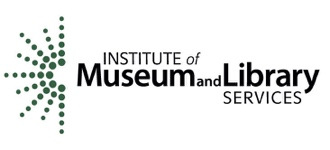 INSTITUTE of
Museum and Library
SERVICES